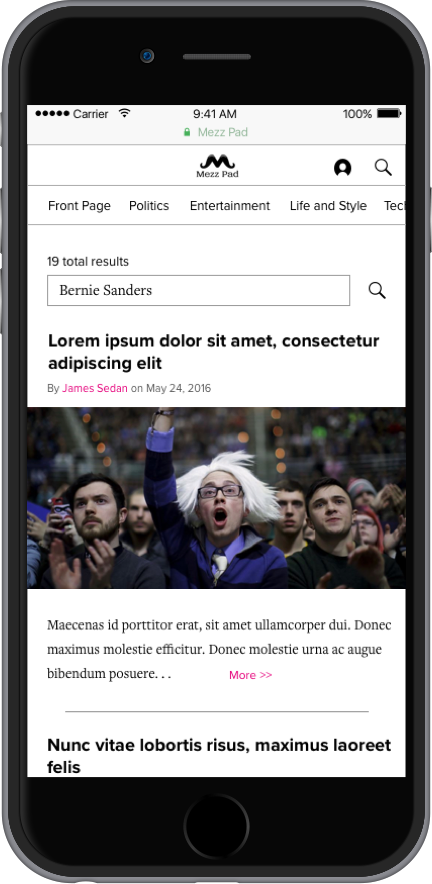 ●●●●● Carrier 9:41 AM 100%
Mezz Pad
Mezz Pad
Front Page Politics Entertainment Life and Style Tech
19 total results
Bernie Sanders
Lorem ipsum dolor sit amet, consectetur
adipiscing elit
By James Sedan on May 24, 2016
Maecenas id porttitor erat, sit amet ullamcorper dui. Donec
maximus molestie efficitur. Donec molestie urna ac augue
bibendum posuere. . . More >>
Nunc vitae lobortis risus, maximus laoreet
felis